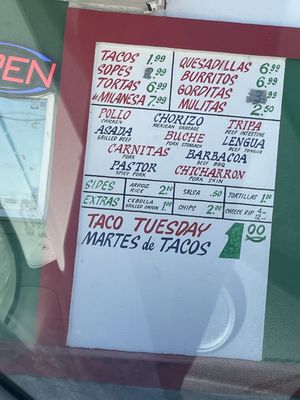 OPEN
TACOS 1.99
SOPES .99
TORTAS 6.99
de MILANESA 7.99
QUESADILLAS 6.99
BURRITOS 6.99
GORDITAS .99
MULITAS 2.50
POLLO
CHICKEN
CHORIZO
MEXICAN SAUSAGE
TRIPA
BEEF INTESTINE
ASADA
GRILLED BEEF
BUCHE
PORK STOMACH
LENGUA
BEEF TONGUE
CARNITAS
PORK
BARBACOA
BEEF
PASTOR
SPICY PORK
CHICHARRON
PORK SKIN
SIDES ARROZ RICE 2.00 SALSA .50 TORTILLAS 1.00
EXTRAS CEBOLLA GRILLED ONION 1.00 CHIPS 2.00 CHEESE DIP 4.- 12.-
TACO TUESDAY
MARTES de TACOS
1.00